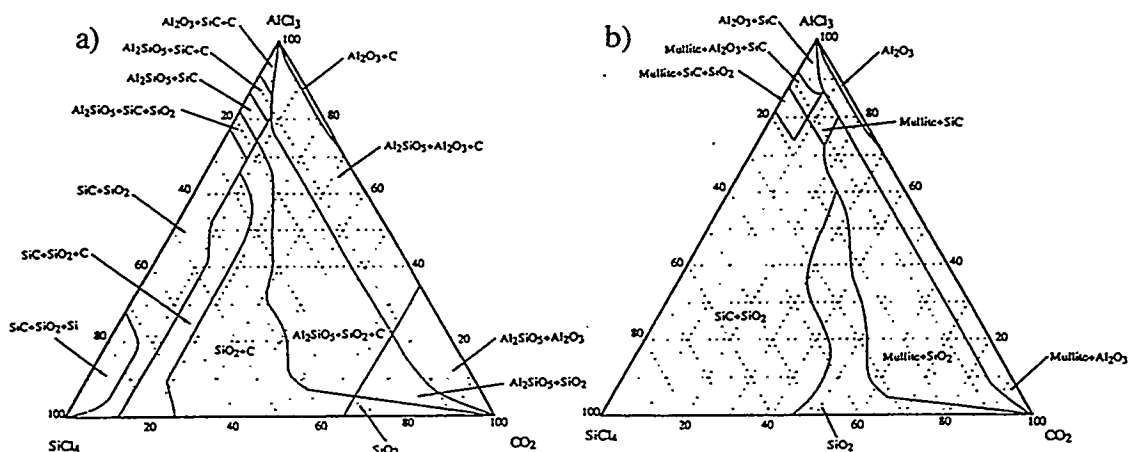 a)
AlCl₃
100
Al₂O₃+SiC+C
Al₂SiO₅+SiC+C
Al₂SiO₅+SiC
Al₂SiO₅+SiC+SiO₂
Al₂O₃+C
80
Al₂SiO₅+Al₂O₃+C
20
60
SiC+SiO₂
40
SiC+SiO₂+C
60
40
SiC+SiO₂+Si
80
SiO₂+C
Al₂SiO₅+SiO₂+C
20
Al₂SiO₅+Al₂O₃
Al₂SiO₅+SiO₂
100
20
40
60
80
100
SiCl₄
SiO₂
CO₂
b)
AlCl₃
100
Al₂O₃+SiC
Mullite+Al₂O₃+SiC
Mullite+SiC+SiO₂
Al₂O₃
80
20
Mullite+SiC
60
40
60
40
80
SiC+SiO₂
20
Mullite+SiO₂
Mullite+Al₂O₃
100
20
40
60
80
100
SiCl₄
SiO₂
CO₂